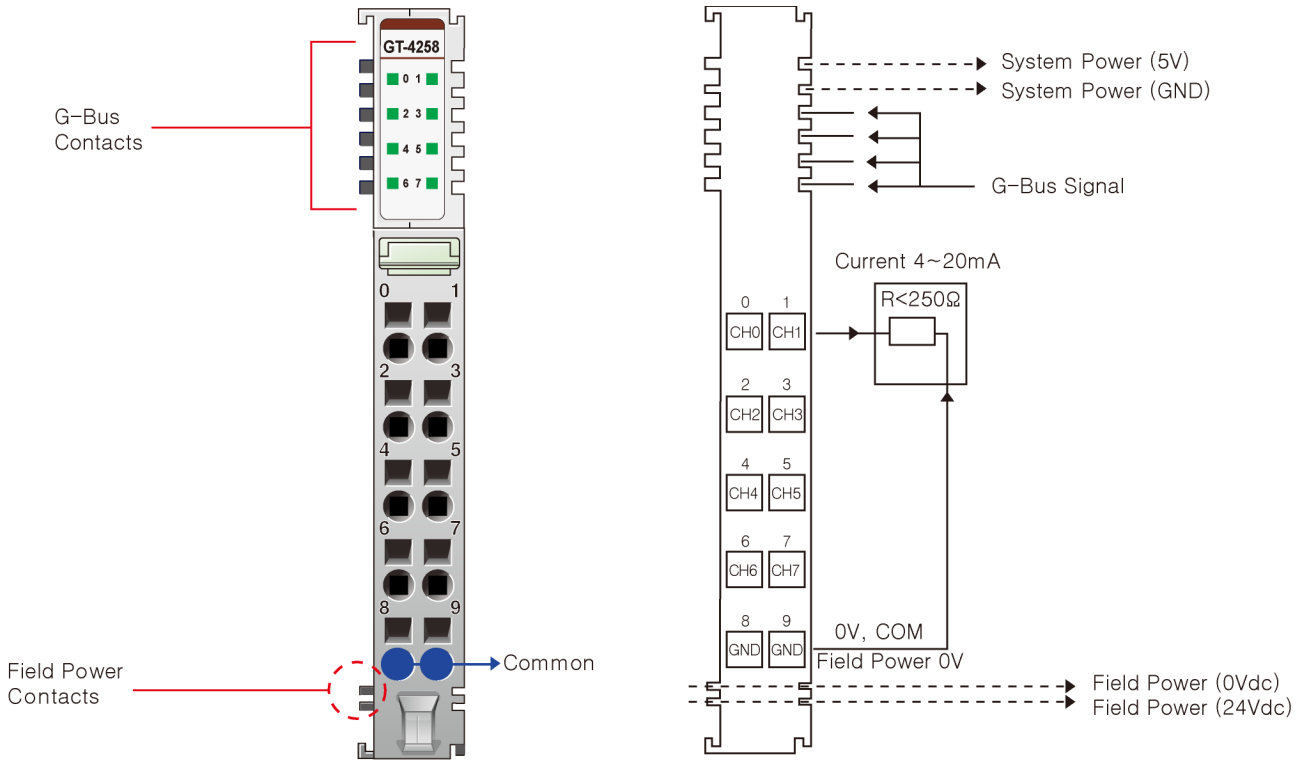 GT-4258
0 1
2 3
4 5
6 7
G-Bus
Contacts
0 1
2 3
4 5
6 7
8 9
Common
Field Power
Contacts
System Power (5V)
System Power (GND)
G-Bus Signal
Current 4~20mA
R<250Ω
0 1
CH0 CH1
2 3
CH2 CH3
4 5
CH4 CH5
6 7
CH6 CH7
8 9
GND GND
0V, COM
Field Power 0V
Field Power (0Vdc)
Field Power (24Vdc)